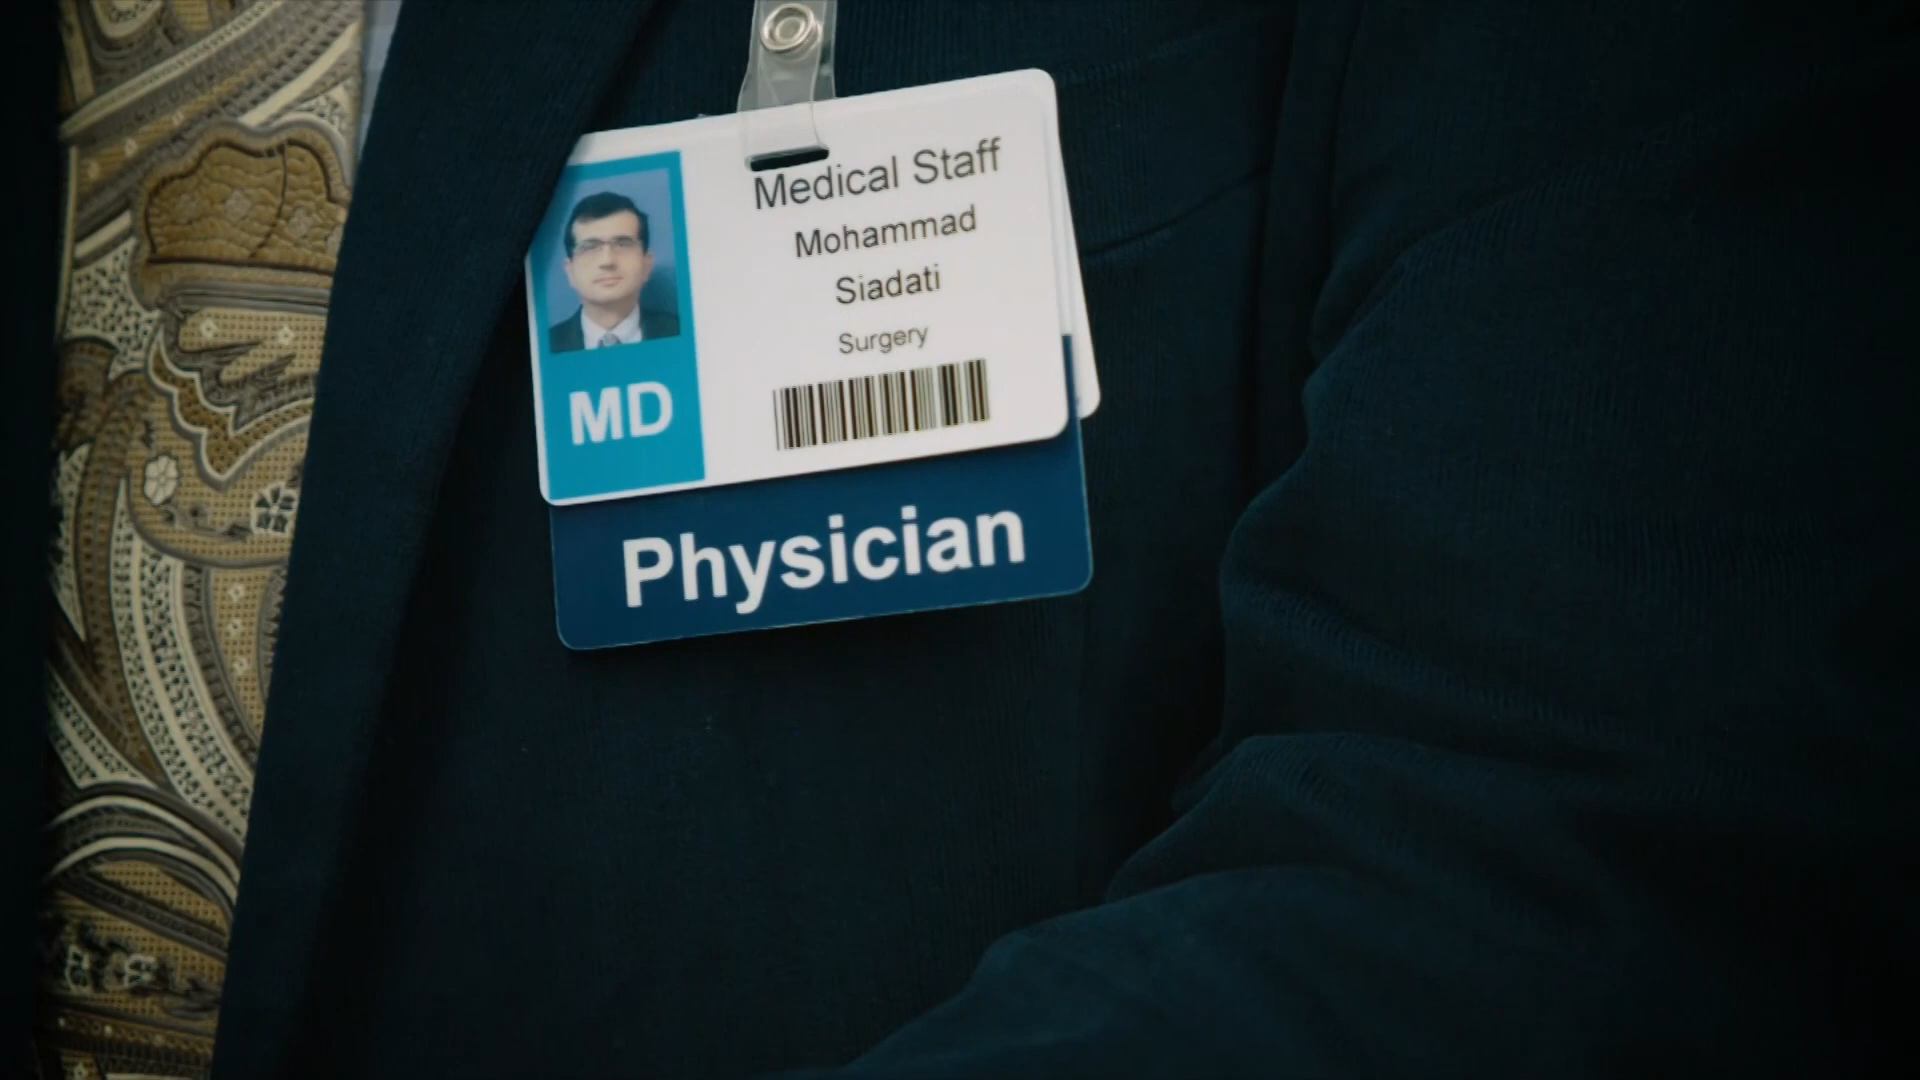 Medical Staff
Mohammad
Siadati
Surgery
MD
Physician